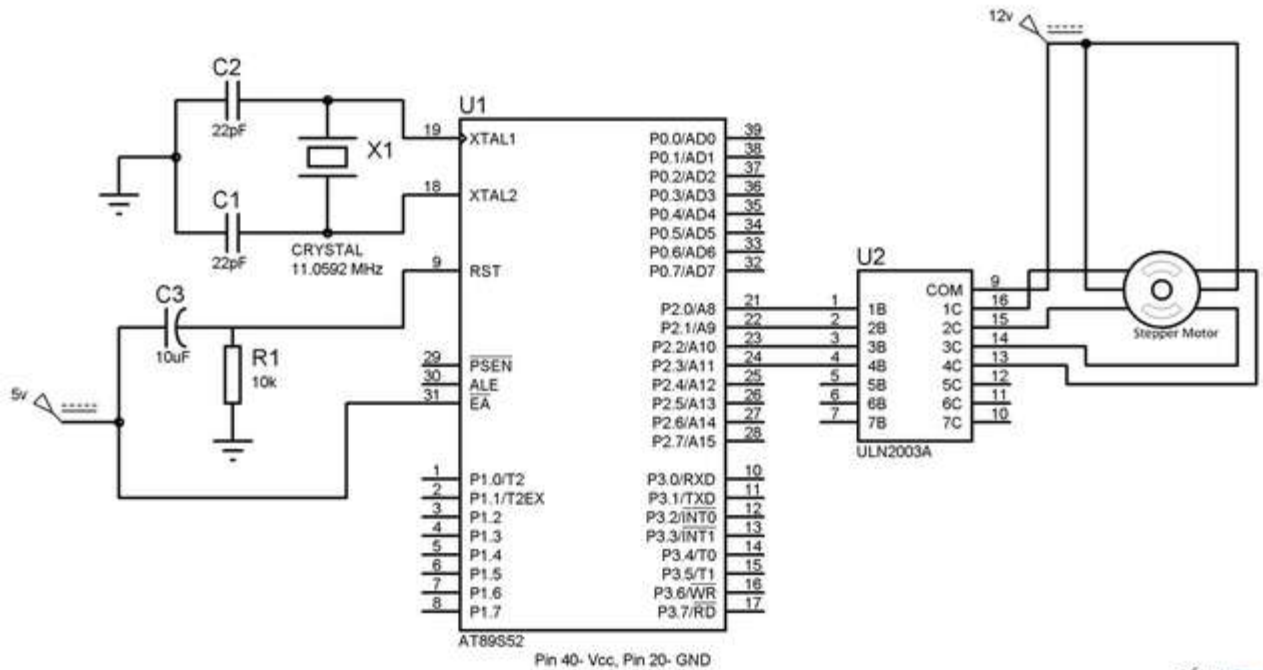 12v
C2
22pF
C1
22pF
X1
CRYSTAL
11.0592 MHz
C3
10uF
R1
10k
5v
U1
19 XTAL1
18 XTAL2
9 RST
29 PSEN
30 ALE
31 EA
1 P1.0/T2
2 P1.1/T2EX
3 P1.2
4 P1.3
5 P1.4
6 P1.5
7 P1.6
8 P1.7
P0.0/AD0 39
P0.1/AD1 38
P0.2/AD2 37
P0.3/AD3 36
P0.4/AD4 35
P0.5/AD5 34
P0.6/AD6 33
P0.7/AD7 32
P2.0/A8 21
P2.1/A9 22
P2.2/A10 23
P2.3/A11 24
P2.4/A12 25
P2.5/A13 26
P2.6/A14 27
P2.7/A15 28
P3.0/RXD 10
P3.1/TXD 11
P3.2/INT0 12
P3.3/INT1 13
P3.4/T0 14
P3.5/T1 15
P3.6/WR 16
P3.7/RD 17
AT89S52
Pin 40- Vcc, Pin 20- GND
U2
COM 9
1 1B 1C 16
2 2B 2C 15
3 3B 3C 14
4 4B 4C 13
5 5B 5C 12
6 6B 6C 11
7 7B 7C 10
ULN2003A
Stepper Motor